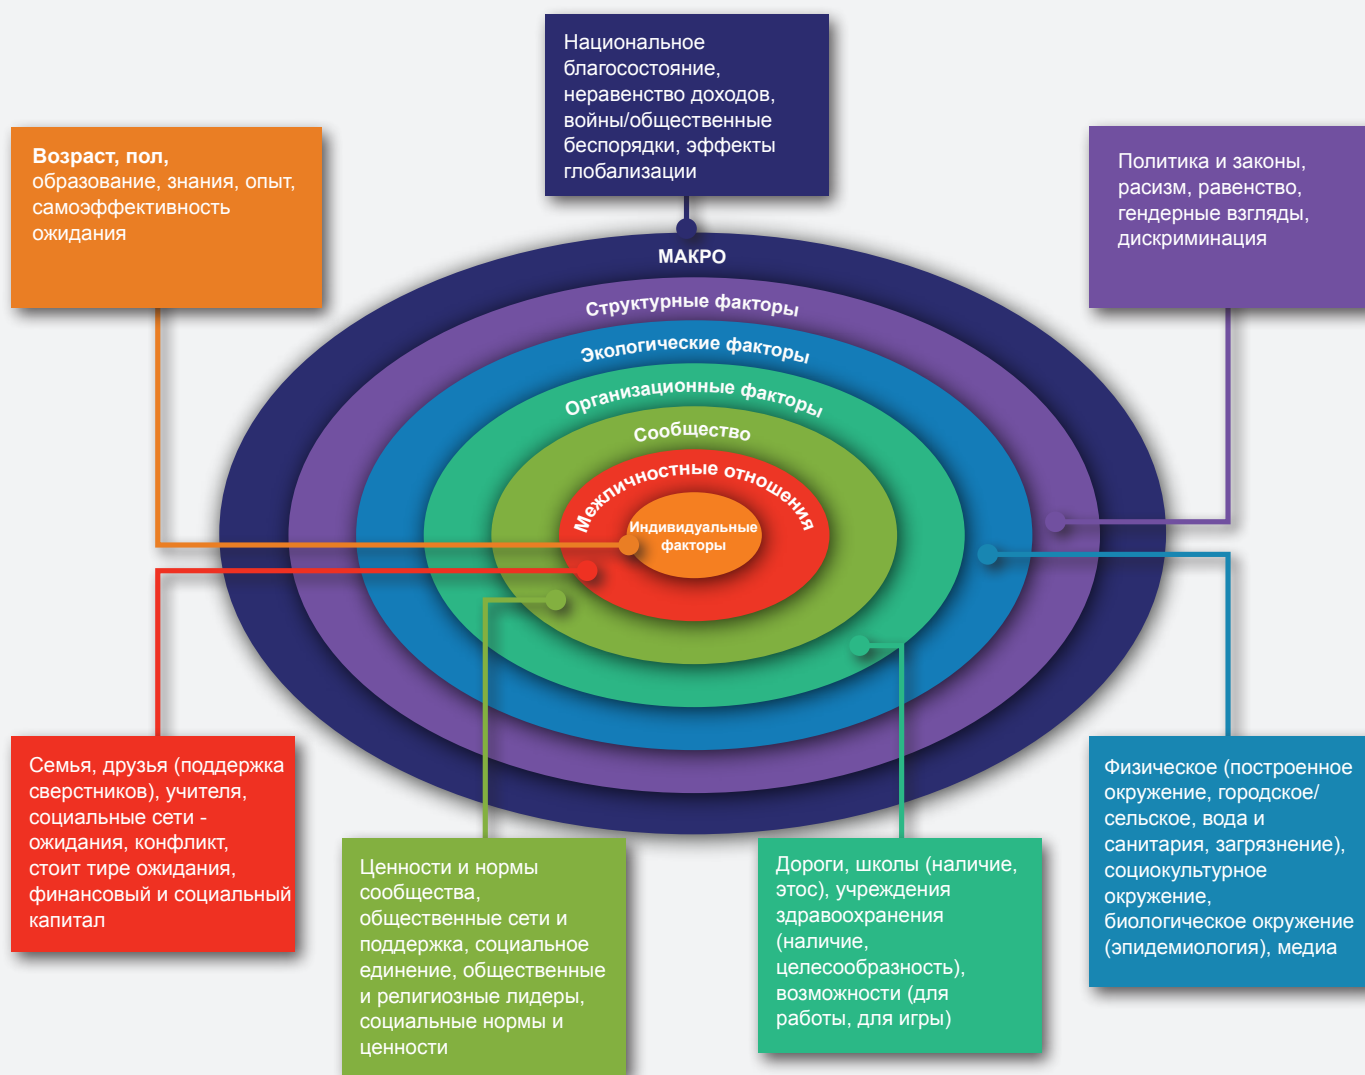 Национальное
благосостояние,
неравенство доходов,
войны/общественные
беспорядки, эффекты
глобализации
Возраст, пол,
образование, знания, опыт,
самоэффективность
ожидания
Политика и законы,
расизм, равенство,
гендерные взгляды,
дискриминация
МАКРО
Структурные факторы
Экологические факторы
Организационные факторы
Сообщество
Межличностные отношения
Индивидуальные
факторы
Семья, друзья (поддержка
сверстников), учителя,
социальные сети -
ожидания, конфликт,
стоит тире ожидания,
финансовый и социальный
капитал
Ценности и нормы
сообщества,
общественные сети и
поддержка, социальное
единение, общественные
и религиозные лидеры,
социальные нормы и
ценности
Дороги, школы (наличие,
этос), учреждения
здравоохранения
(наличие,
целесообразность),
возможности (для
работы, для игры)
Физическое (построенное
окружение, городское/
сельское, вода и
санитария, загрязнение),
социокультурное
окружение,
биологическое окружение
(эпидемиология), медиа